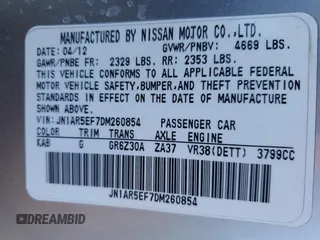 MANUFACTURED BY NISSAN MOTOR CO.,LTD.
DATE: 04/12 GVWR/PNBV: 4669 LBS.
GAWR/PNBE FR: 2329 LBS. RR: 2353 LBS.
THIS VEHICLE CONFORMS TO ALL APPLICABLE FEDERAL
MOTOR VEHICLE SAFETY,BUMPER,AND THEFT PREVENTION
STANDARDS IN EFFECT ON THE DATE OF MANUFACTURE
SHOWN ABOVE.
VIN: JN1AR5EF7DM260854 PASSENGER CAR
COLOR TRIM TRANS AXLE ENGINE
KAB G GR6Z30A ZA37 VR38(DETT) 3799CC
JN1AR5EF7DM260854
DREAMBID